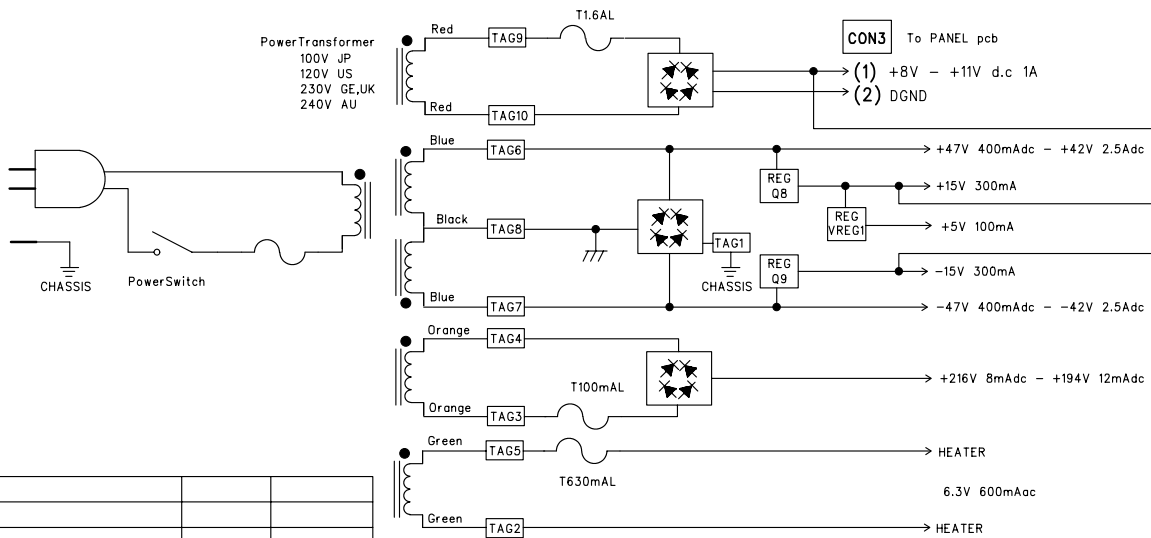 T1.6AL
PowerTransformer
100V JP
120V US
230V GE,UK
240V AU
Red
TAG9
CON3 To PANEL pcb
(1) +8V - +11V d.c 1A
(2) DGND
Red
TAG10
Blue
TAG6
+47V 400mAdc - +42V 2.5Adc
REG
Q8
+15V 300mA
Black
TAG8
REG
VREG1
+5V 100mA
TAG1
CHASSIS
REG
Q9
-15V 300mA
CHASSIS
PowerSwitch
Blue
TAG7
-47V 400mAdc - -42V 2.5Adc
Orange
TAG4
+216V 8mAdc - +194V 12mAdc
T100mAL
Orange
TAG3
Green
TAG5
T630mAL
HEATER
6.3V 600mAac
Green
TAG2
HEATER